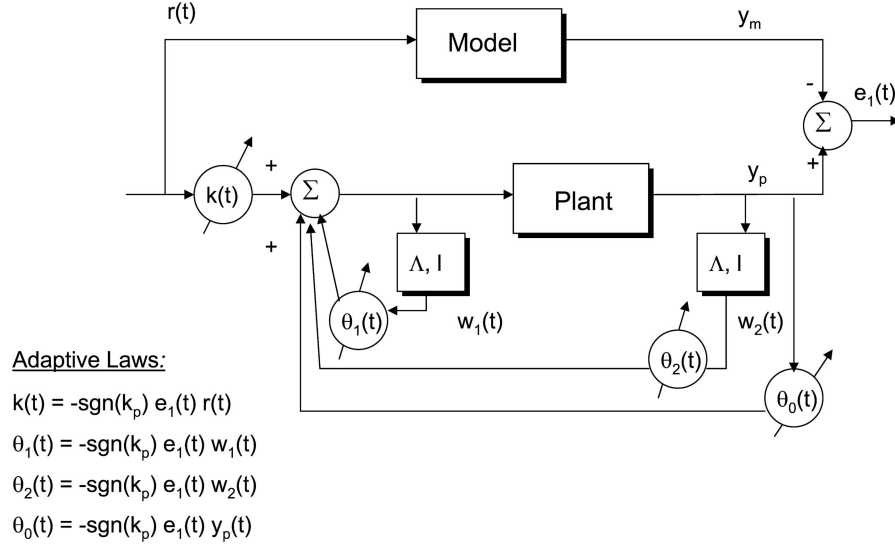 r(t)
Model
y_m
-
e_1(t)
Σ
+
k(t)
+
Σ
+
Plant
y_p
Λ, I
Λ, I
θ_1(t)
w_1(t)
θ_2(t)
w_2(t)
θ_0(t)
Adaptive Laws:
k(t) = -sgn(k_p) e_1(t) r(t)
θ_1(t) = -sgn(k_p) e_1(t) w_1(t)
θ_2(t) = -sgn(k_p) e_1(t) w_2(t)
θ_0(t) = -sgn(k_p) e_1(t) y_p(t)